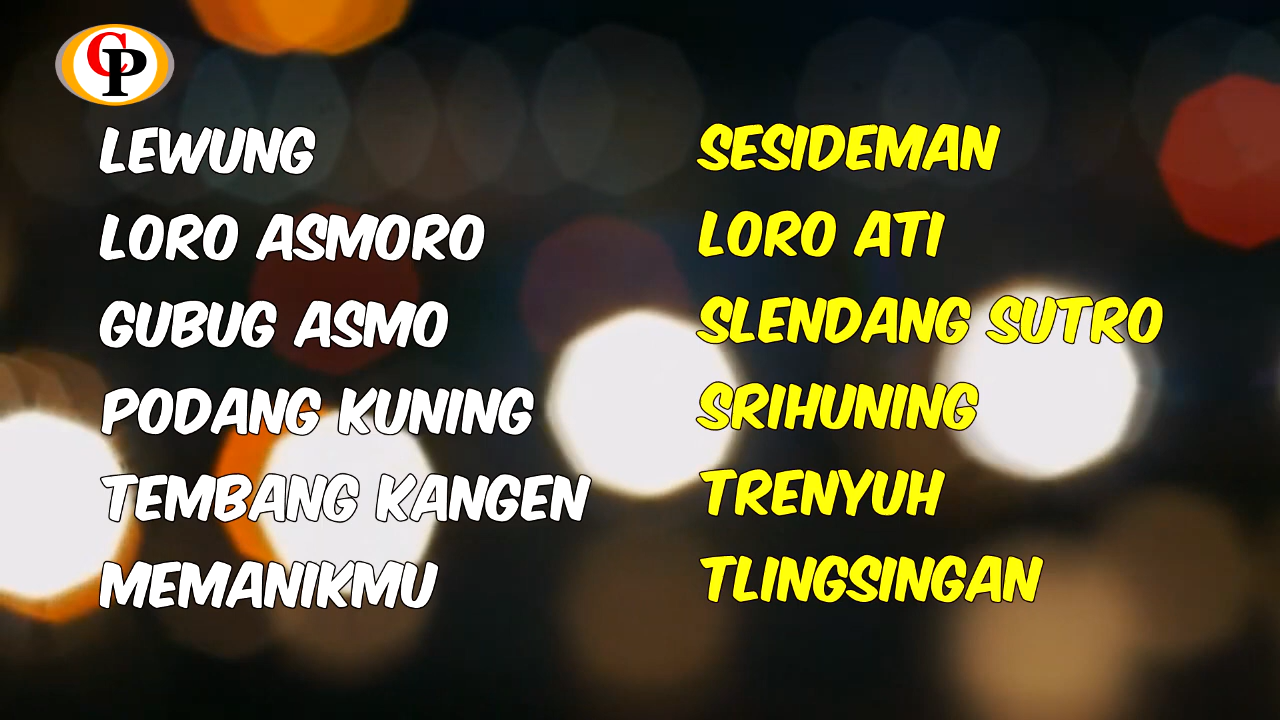 CP
LEWUNG
LORO ASMORO
GUBUG ASMO
PODANG KUNING
TEMBANG KANGEN
MEMANIKMU
SESIDEMAN
LORO ATI
SLENDANG SUTRO
SRIHUNING
TRENYUH
TLINGSINGAN